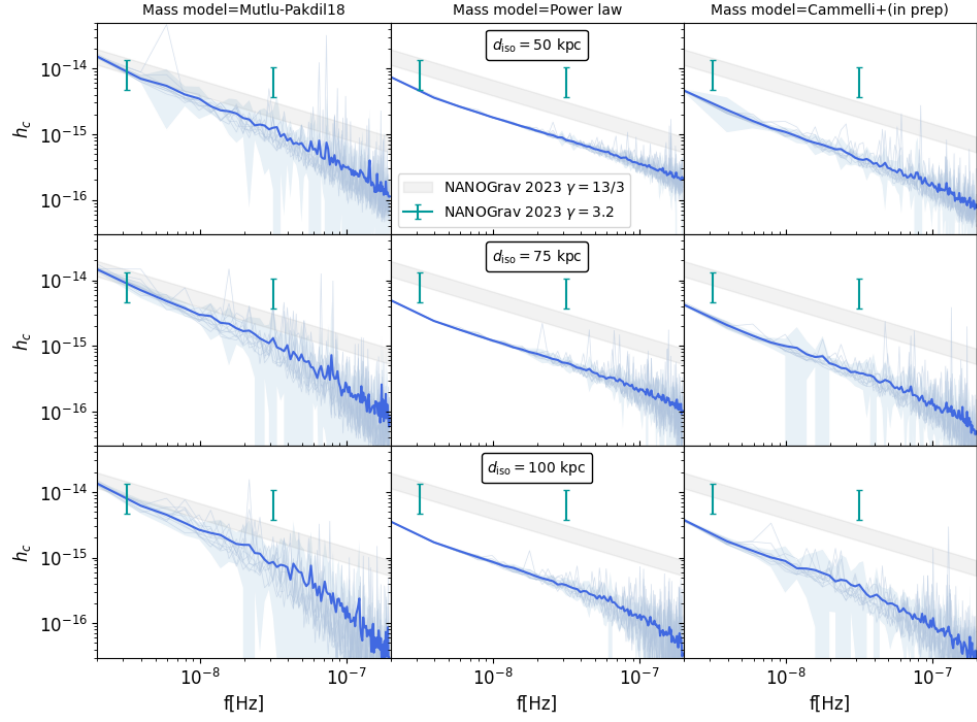 Mass model=Mutlu-Pakdil18 Mass model=Power law Mass model=Cammelli+(in prep)
d_iso = 50 kpc
10^-14
h_c
10^-15
10^-16
NANOGrav 2023 γ = 13/3
NANOGrav 2023 γ = 3.2
d_iso = 75 kpc
10^-14
h_c
10^-15
10^-16
d_iso = 100 kpc
10^-14
h_c
10^-15
10^-16
10^-8 10^-7 10^-8 10^-7 10^-8 10^-7
f[Hz] f[Hz] f[Hz]